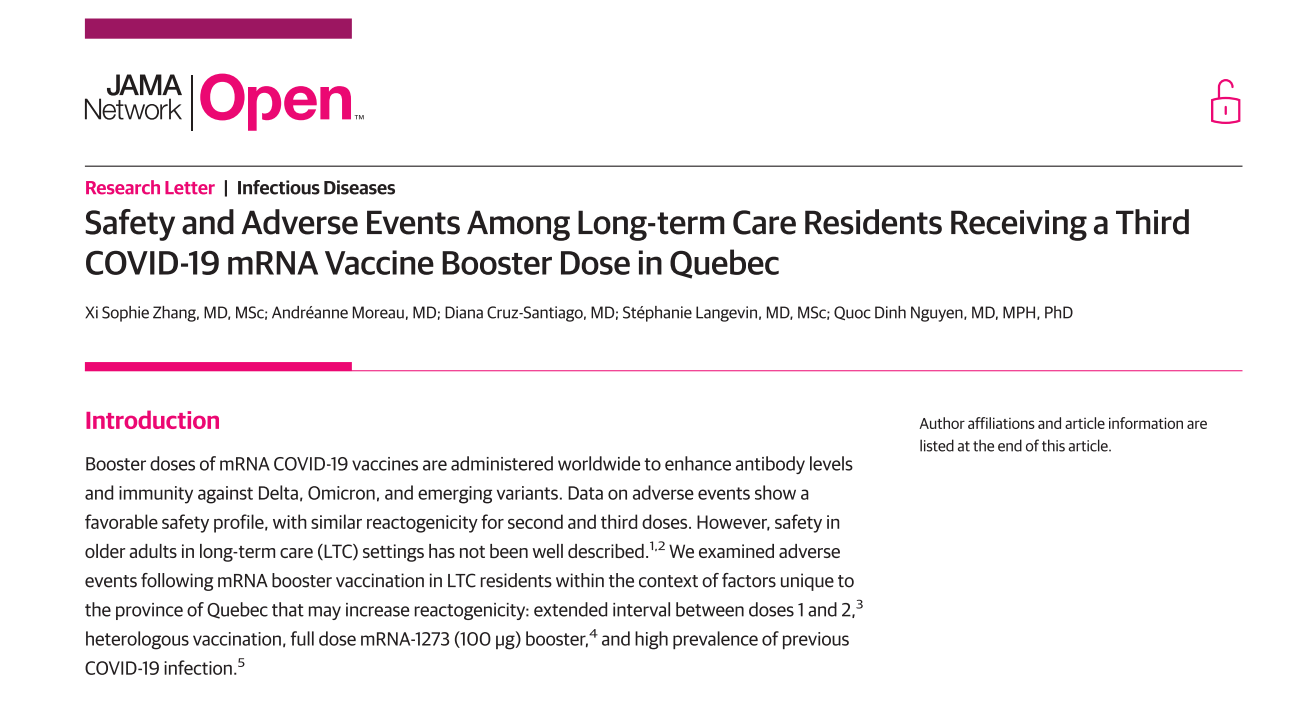 JAMA
Network
Open™
Research Letter | Infectious Diseases
Safety and Adverse Events Among Long-term Care Residents Receiving a Third
COVID-19 mRNA Vaccine Booster Dose in Quebec
Xi Sophie Zhang, MD, MSc; Andréanne Moreau, MD; Diana Cruz-Santiago, MD; Stéphanie Langevin, MD, MSc; Quoc Dinh Nguyen, MD, MPH, PhD
Introduction
Booster doses of mRNA COVID-19 vaccines are administered worldwide to enhance antibody levels
and immunity against Delta, Omicron, and emerging variants. Data on adverse events show a
favorable safety profile, with similar reactogenicity for second and third doses. However, safety in
older adults in long-term care (LTC) settings has not been well described.1,2 We examined adverse
events following mRNA booster vaccination in LTC residents within the context of factors unique to
the province of Quebec that may increase reactogenicity: extended interval between doses 1 and 2,3
heterologous vaccination, full dose mRNA-1273 (100 μg) booster,4 and high prevalence of previous
COVID-19 infection.5
Author affiliations and article information are
listed at the end of this article.